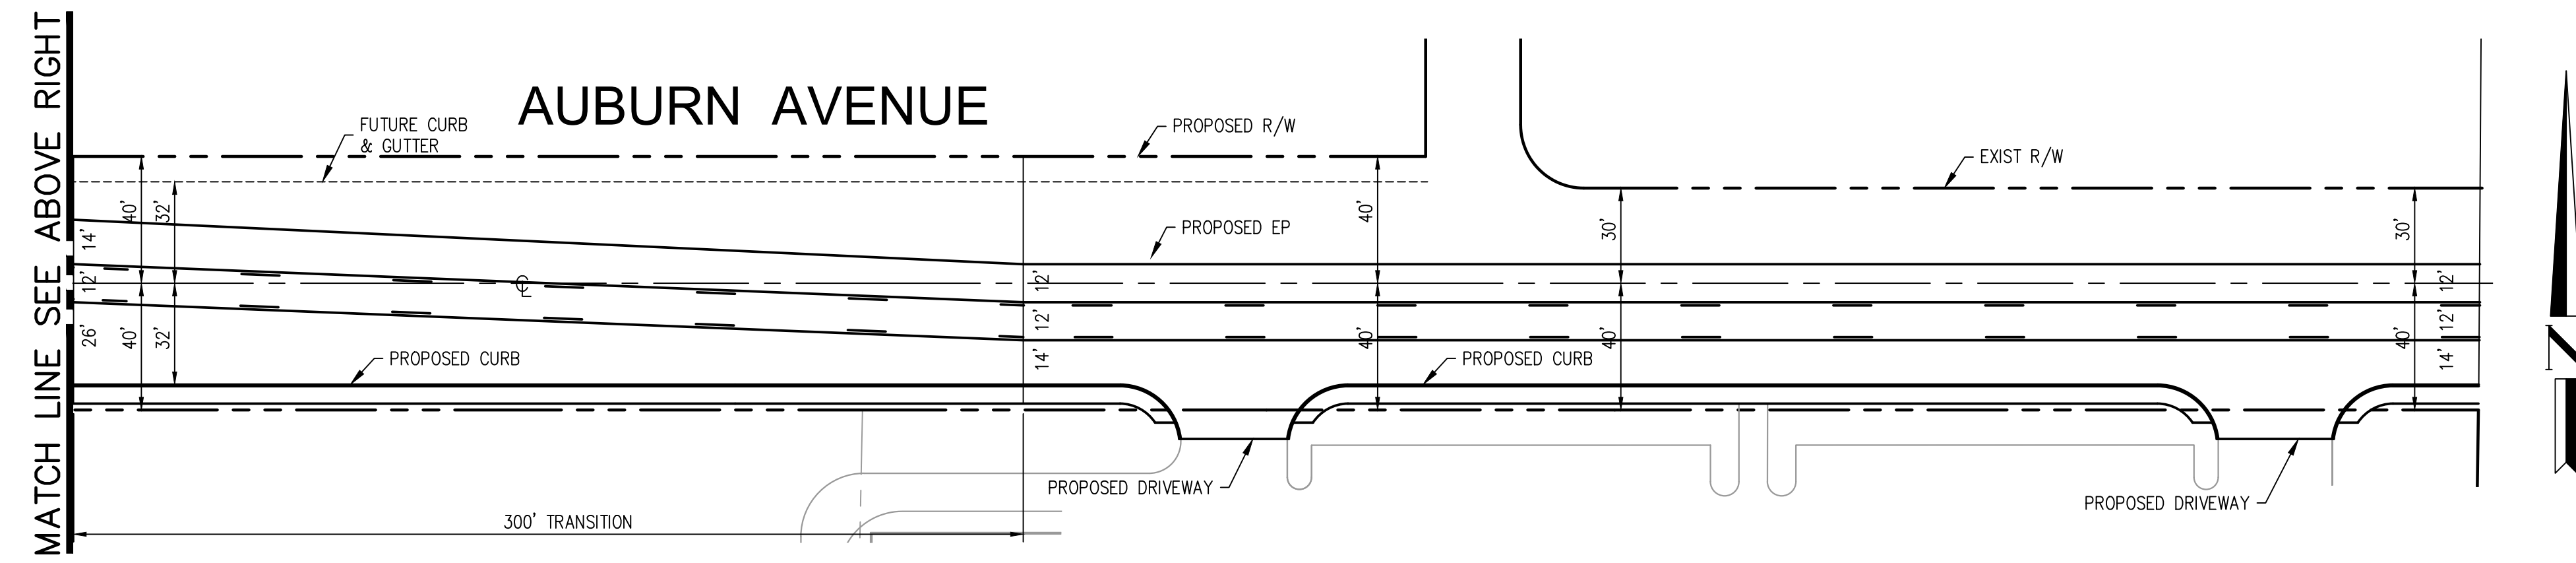 MATCH LINE SEE ABOVE RIGHT
AUBURN AVENUE
FUTURE CURB
& GUTTER
PROPOSED R/W
EXIST R/W
PROPOSED EP
40'
32'
14'
12'
26'
40'
32'
℄
PROPOSED CURB
12'
12'
14'
40'
40'
PROPOSED CURB
30'
40'
30'
40'
12'
12'
14'
PROPOSED DRIVEWAY
PROPOSED DRIVEWAY
300' TRANSITION
N